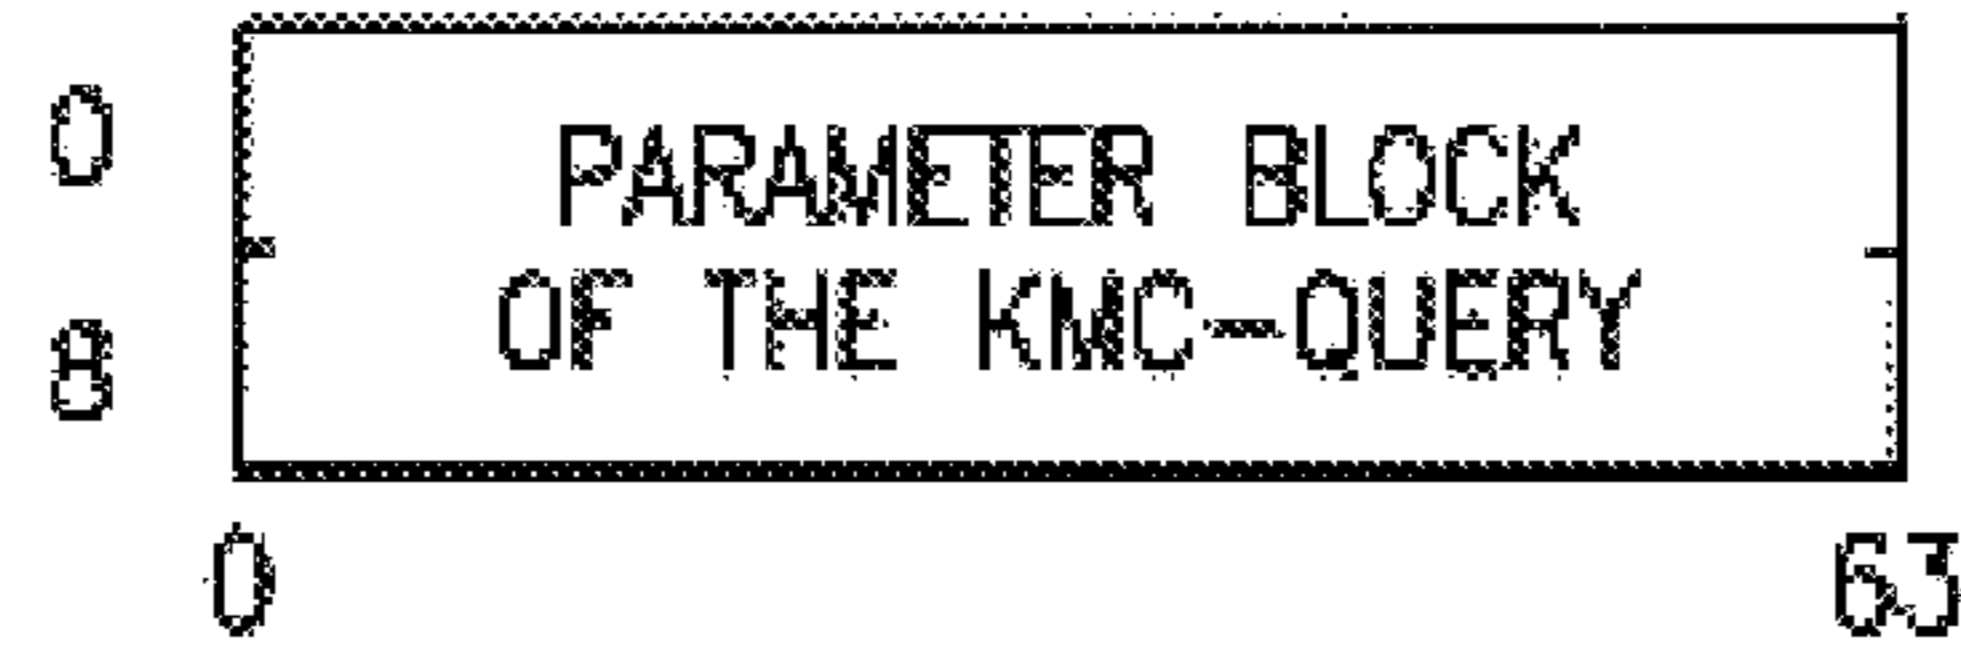 0
PARAMETER BLOCK
8
OF THE KMC-QUERY
0 63